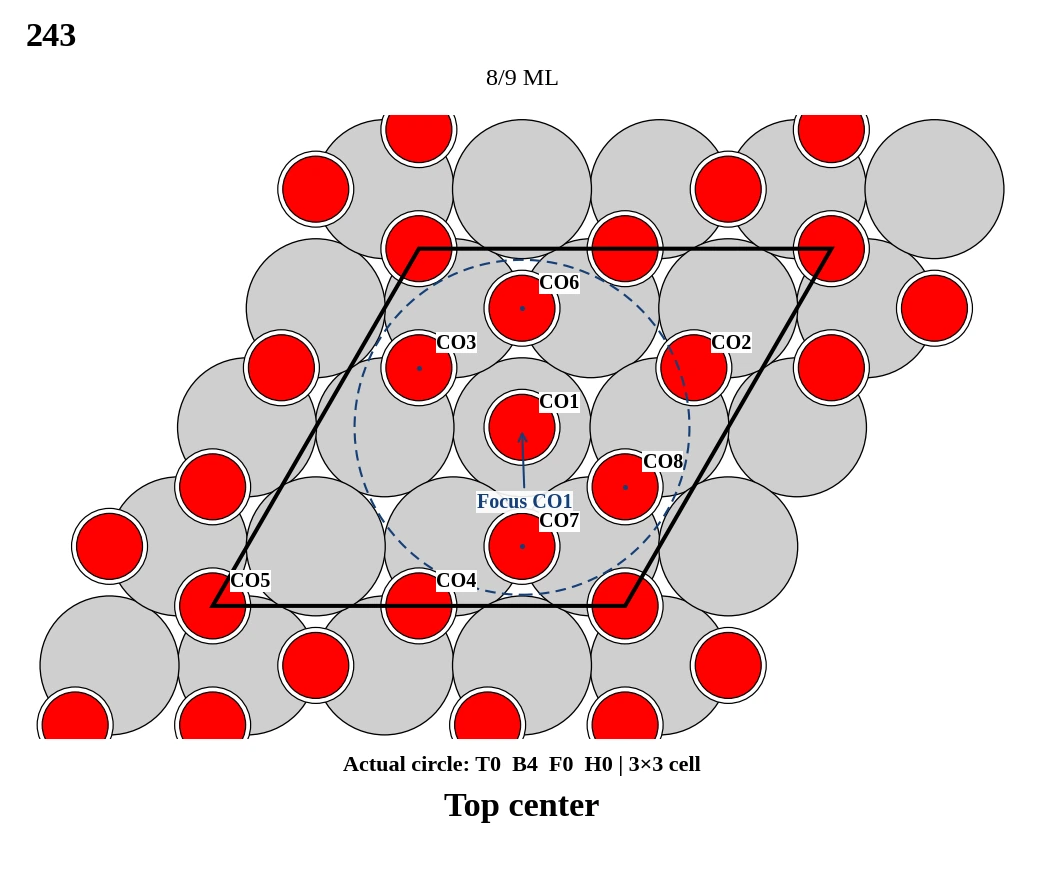 243
8/9 ML
CO6
CO3
CO2
CO1
CO8
Focus CO1
CO7
CO5
CO4
Actual circle: T0  B4  F0  H0 | 3×3 cell
Top center